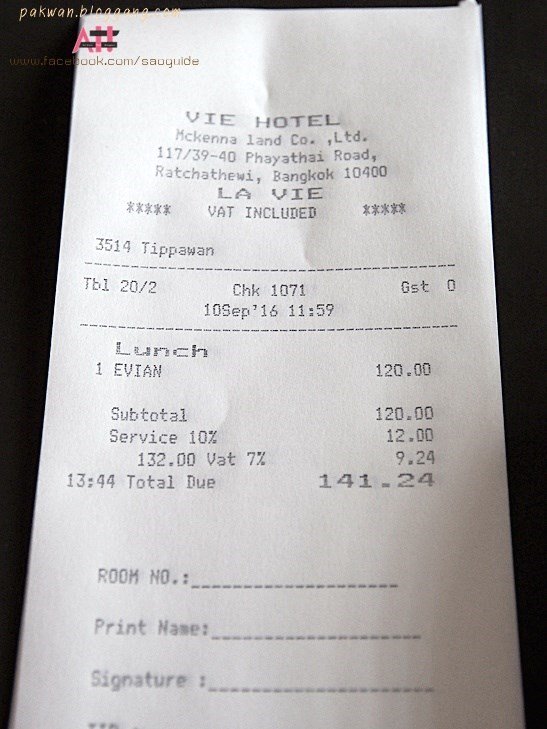 pakwan.bloggang.com
www.facebook.com/saoguide
VIE HOTEL
Mckenna land Co. ,Ltd.
117/39-40 Phayathai Road,
Ratchathewi, Bangkok 10400
LA VIE
***** VAT INCLUDED *****
3514 Tippawan
Tbl 20/2 Chk 1071 Gst 0
10Sep'16 11:59
Lunch
1 EVIAN 120.00
Subtotal 120.00
Service 10% 12.00
132.00 Vat 7% 9.24
13:44 Total Due 141.24
ROOM NO.:____________________
Print Name:____________________
Signature :____________________